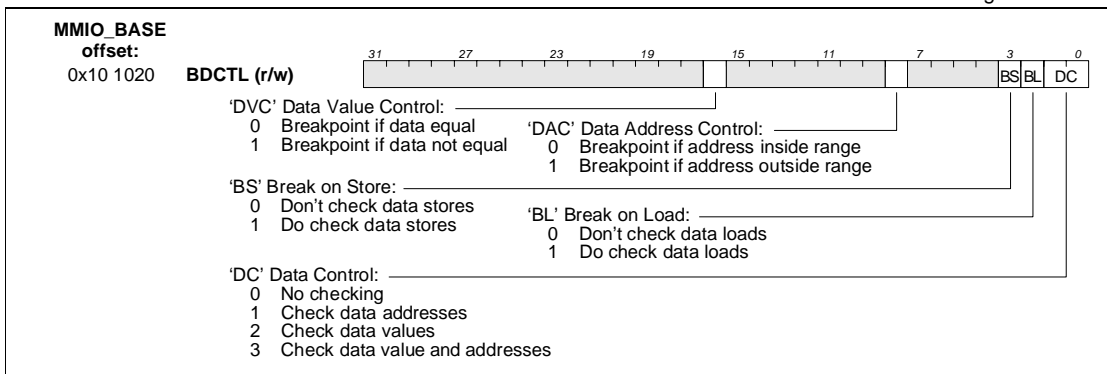 MMIO_BASE
offset:
31 27 23 19 15 11 7 3 0
0x10 1020 BDCTL (r/w) BS BL DC
‘DVC’ Data Value Control:
0 Breakpoint if data equal
1 Breakpoint if data not equal
‘DAC’ Data Address Control:
0 Breakpoint if address inside range
1 Breakpoint if address outside range
‘BS’ Break on Store:
0 Don’t check data stores
1 Do check data stores
‘BL’ Break on Load:
0 Don’t check data loads
1 Do check data loads
‘DC’ Data Control:
0 No checking
1 Check data addresses
2 Check data values
3 Check data value and addresses